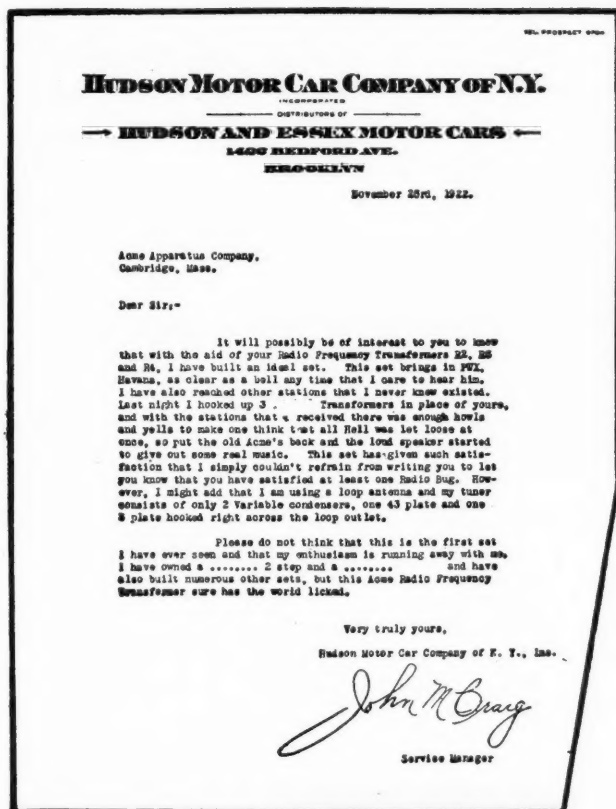 TEL. PROSPECT
HUDSON MOTOR CAR COMPANY OF N.Y.
INCORPORATED
DISTRIBUTORS OF
HUDSON AND ESSEX MOTOR CARS
BEDFORD AVE.
BROOKLYN
November 23rd, 1922.
Acme Apparatus Company,
Cambridge, Mass.
Dear Sir:-
It will possibly be of interest to you to know
that with the aid of your Radio Frequency Transformers R2, R3
and R4, I have built an ideal set. This set brings in PWX,
Havana, as clear as a bell any time that I care to hear him.
I have also reached other stations that I never knew existed.
Last night I hooked up 3 . Transformers in place of yours,
and with the stations that received there was enough howls
and yells to make one think that all Hell was let loose at
once, so put the old Acme's back and the loud speaker started
to give out some real music. This set has given such satis-
faction that I simply couldn't refrain from writing you to let
you know that you have satisfied at least one Radio Bug. How-
ever, I might add that I am using a loop antenna and my tuner
consists of only 2 Variable condensers, one 43 plate and one
plate hooked right across the loop outlet.
Please do not think that this is the first set
I have ever seen and that my enthusiasm is running away with me.
I have owned a ........ 2 step and a ........ and have
also built numerous other sets, but this Acme Radio Frequency
Transformer sure has the world licked.
Very truly yours,
Hudson Motor Car Company of N. Y., Inc.
John M Craig
Service Manager